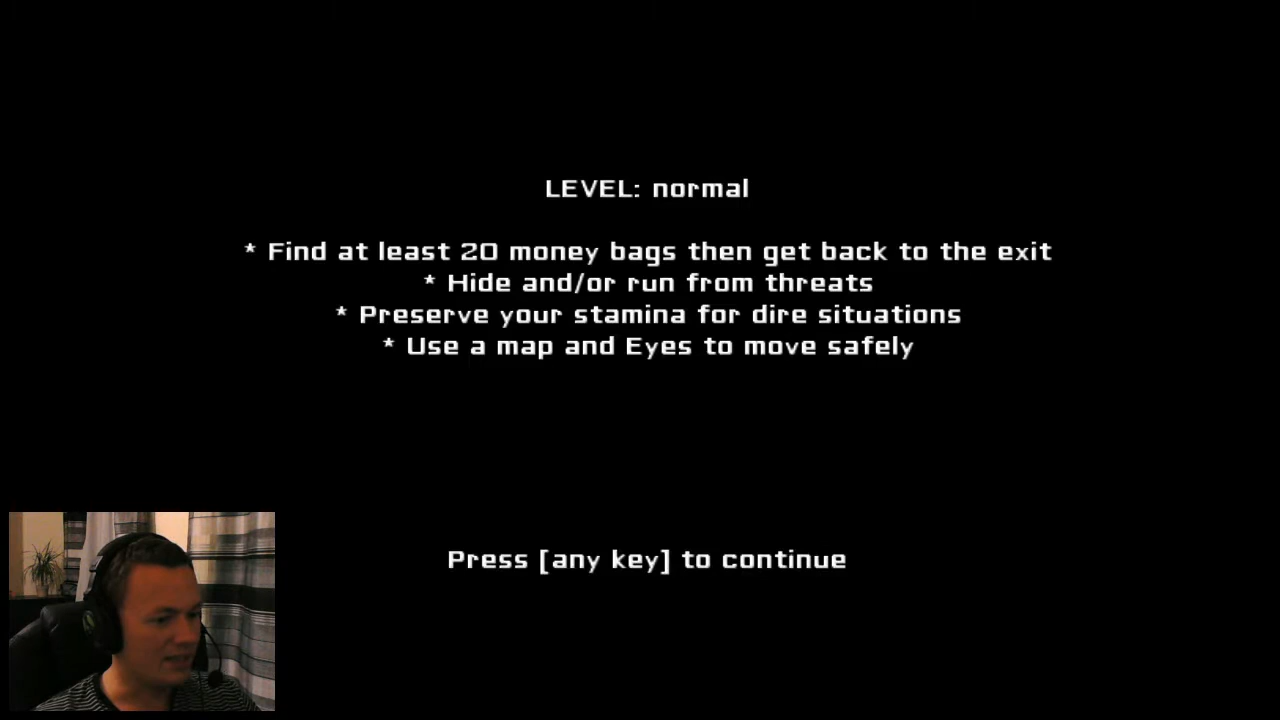 LEVEL: normal
* Find at least 20 money bags then get back to the exit
* Hide and/or run from threats
* Preserve your stamina for dire situations
* Use a map and Eyes to move safely
Press [any key] to continue